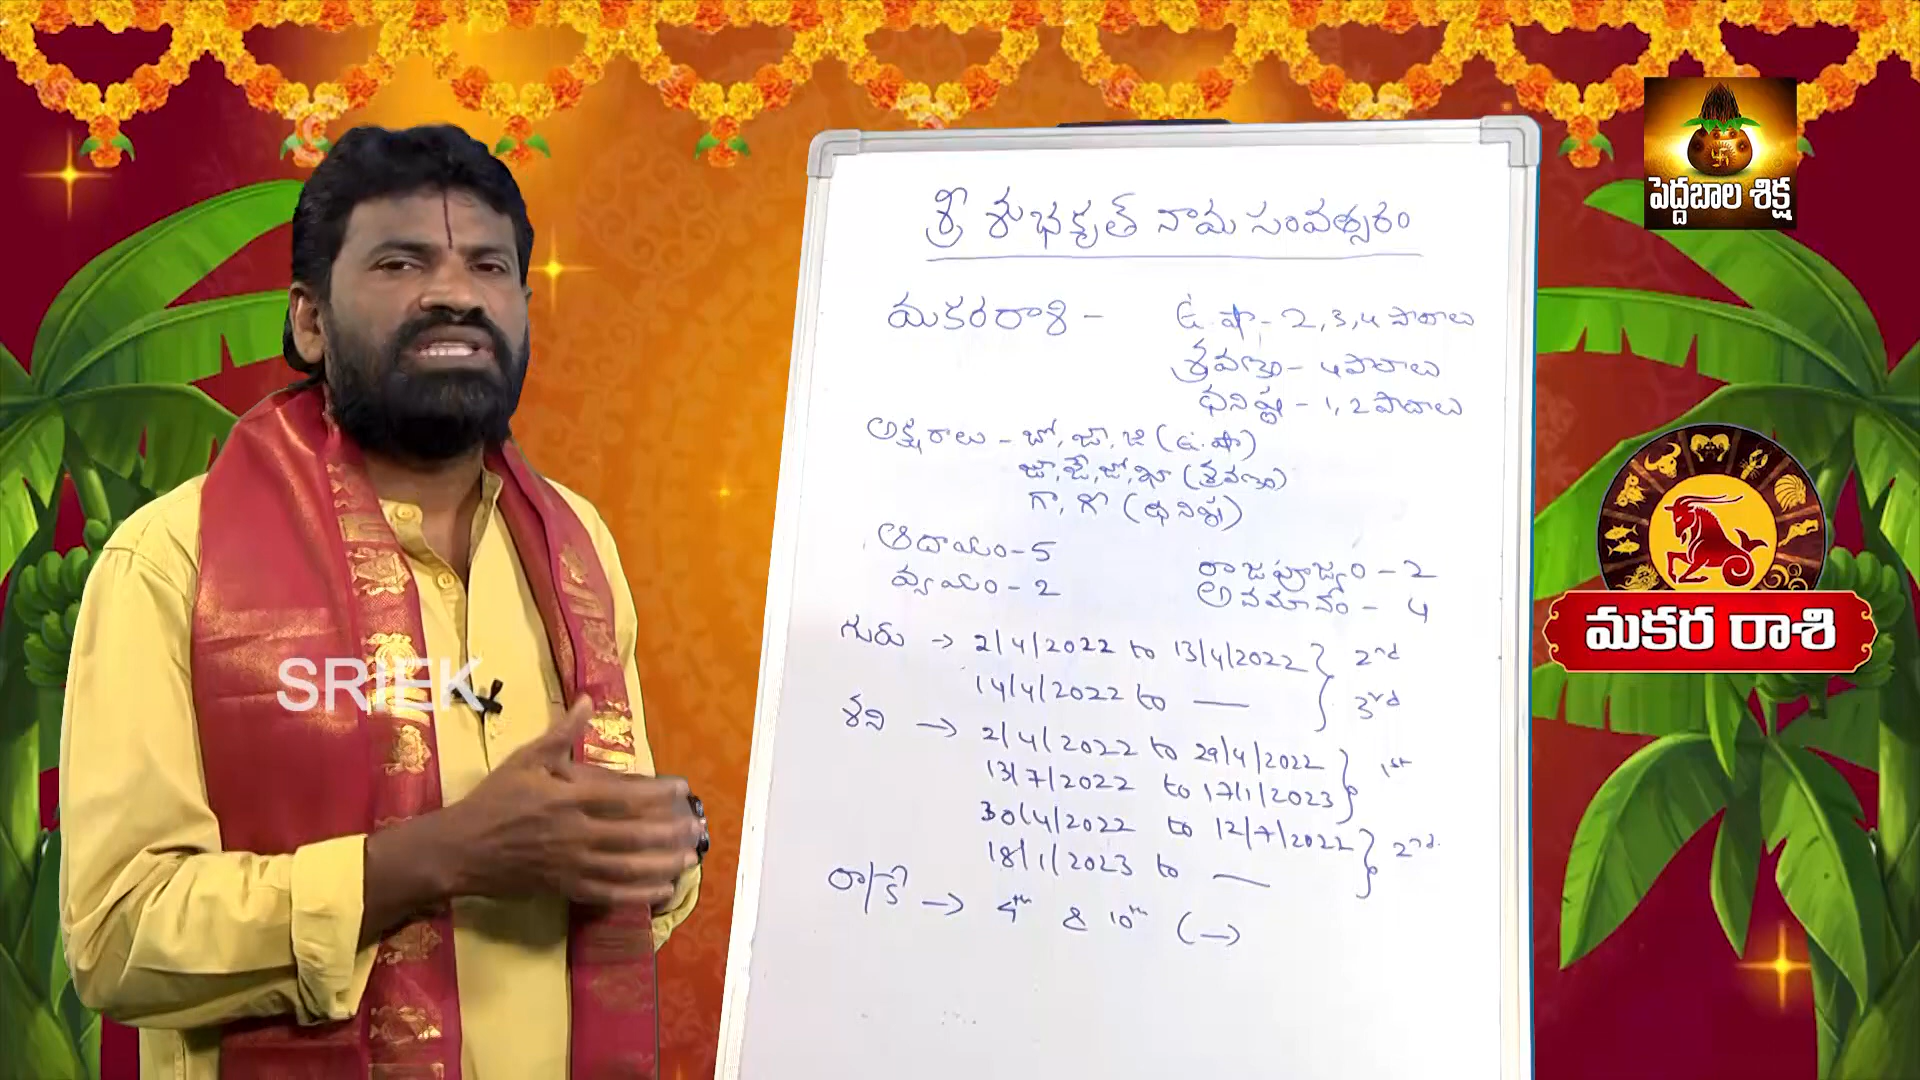 శ్రీ శుభకృత్ నామ సంవత్సరం
మకరరాశి - ఉ.షా - 2, 3, 4 పాదాలు
శ్రవణం - 4 పాదాలు
ధనిష్ఠ - 1, 2 పాదాలు
అక్షరాలు - బో, జా, జి (ఉ.షా)
జూ, జే, జో, ఖా (శ్రవణం)
గా, గీ (ధనిష్ఠ)
ఆదాయం - 5 రాజపూజ్యం - 2
వ్యయం - 2 అవమానం - 4
గురు → 2/4/2022 to 13/4/2022 } 2nd
14/4/2022 to — } 3rd
శని → 2/4/2022 to 29/4/2022 } 1st
13/7/2022 to 17/1/2023 }
30/4/2022 to 12/7/2022 } 2nd
18/1/2023 to — }
రా/కే → 4th & 10th (→
పెద్దబాల శిక్ష
మకర రాశి
SRIEK